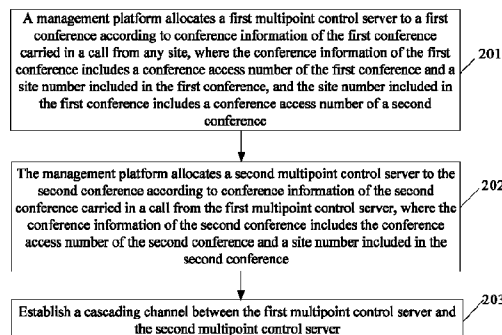 A management platform allocates a first multipoint control server to a first
conference according to conference information of the first conference
carried in a call from any site, where the conference information of the first
conference includes a conference access number of the first conference and a
site number included in the first conference, and the site number included in
the first conference includes a conference access number of a second
conference
201
The management platform allocates a second multipoint control server to the
second conference according to conference information of the second
conference carried in a call from the first multipoint control server, where the
conference information of the second conference includes the conference
access number of the second conference and a site number included in the
second conference
202
Establish a cascading channel between the first multipoint control server and
the second multipoint control server
203